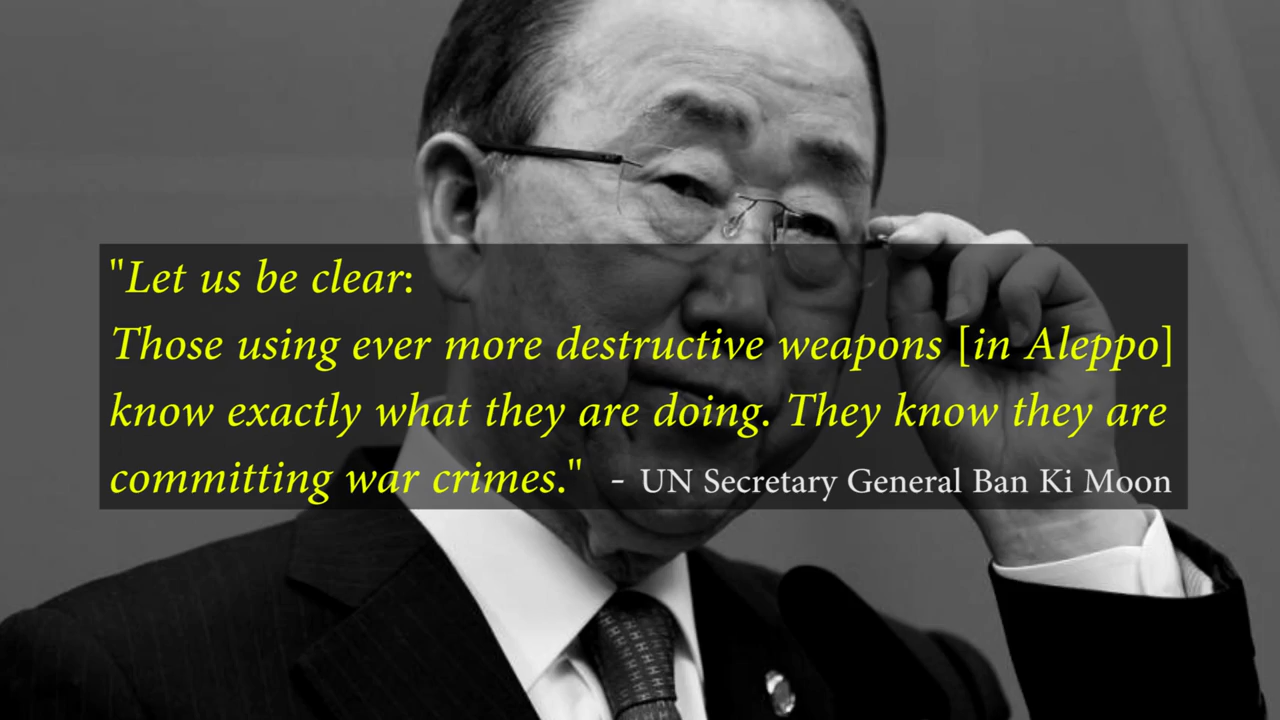 "Let us be clear:
Those using ever more destructive weapons [in Aleppo]
know exactly what they are doing. They know they are
committing war crimes." - UN Secretary General Ban Ki Moon